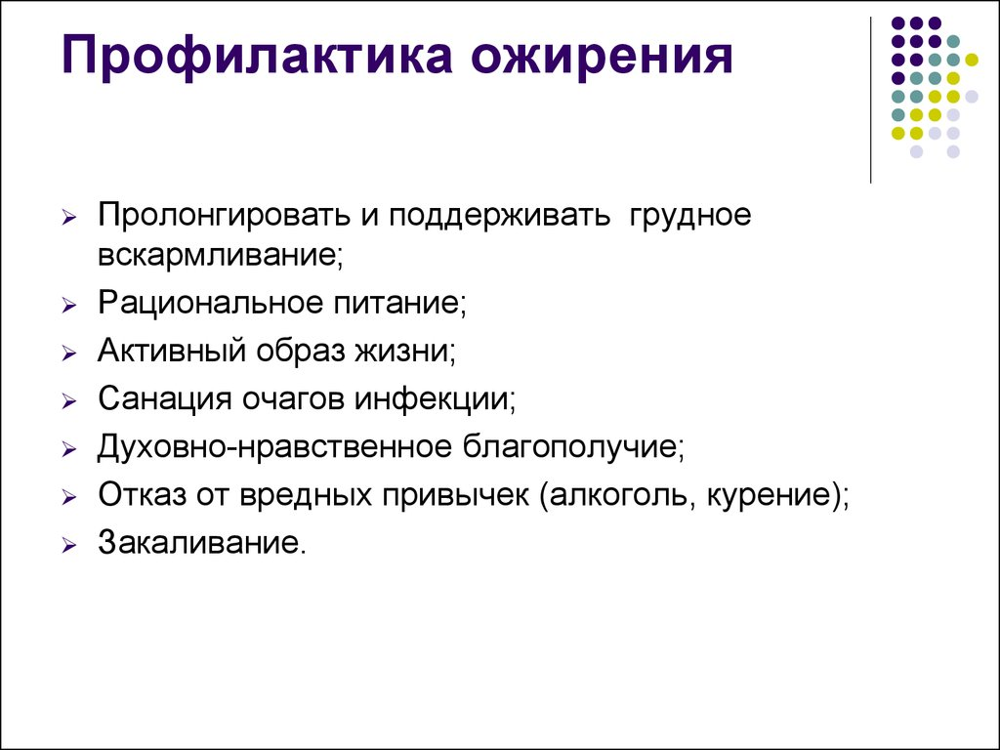 Профилактика ожирения
Пролонгировать и поддерживать грудное
вскармливание;
Рациональное питание;
Активный образ жизни;
Санация очагов инфекции;
Духовно-нравственное благополучие;
Отказ от вредных привычек (алкоголь, курение);
Закаливание.